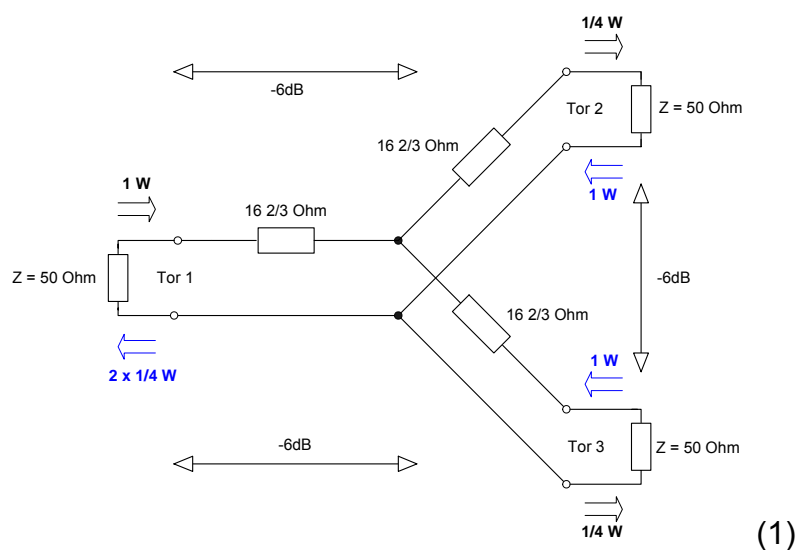 1/4 W
-6dB
Tor 2
Z = 50 Ohm
16 2/3 Ohm
1 W
1 W
16 2/3 Ohm
Z = 50 Ohm
Tor 1
-6dB
16 2/3 Ohm
1 W
2 x 1/4 W
-6dB
Tor 3
Z = 50 Ohm
1/4 W
(1)